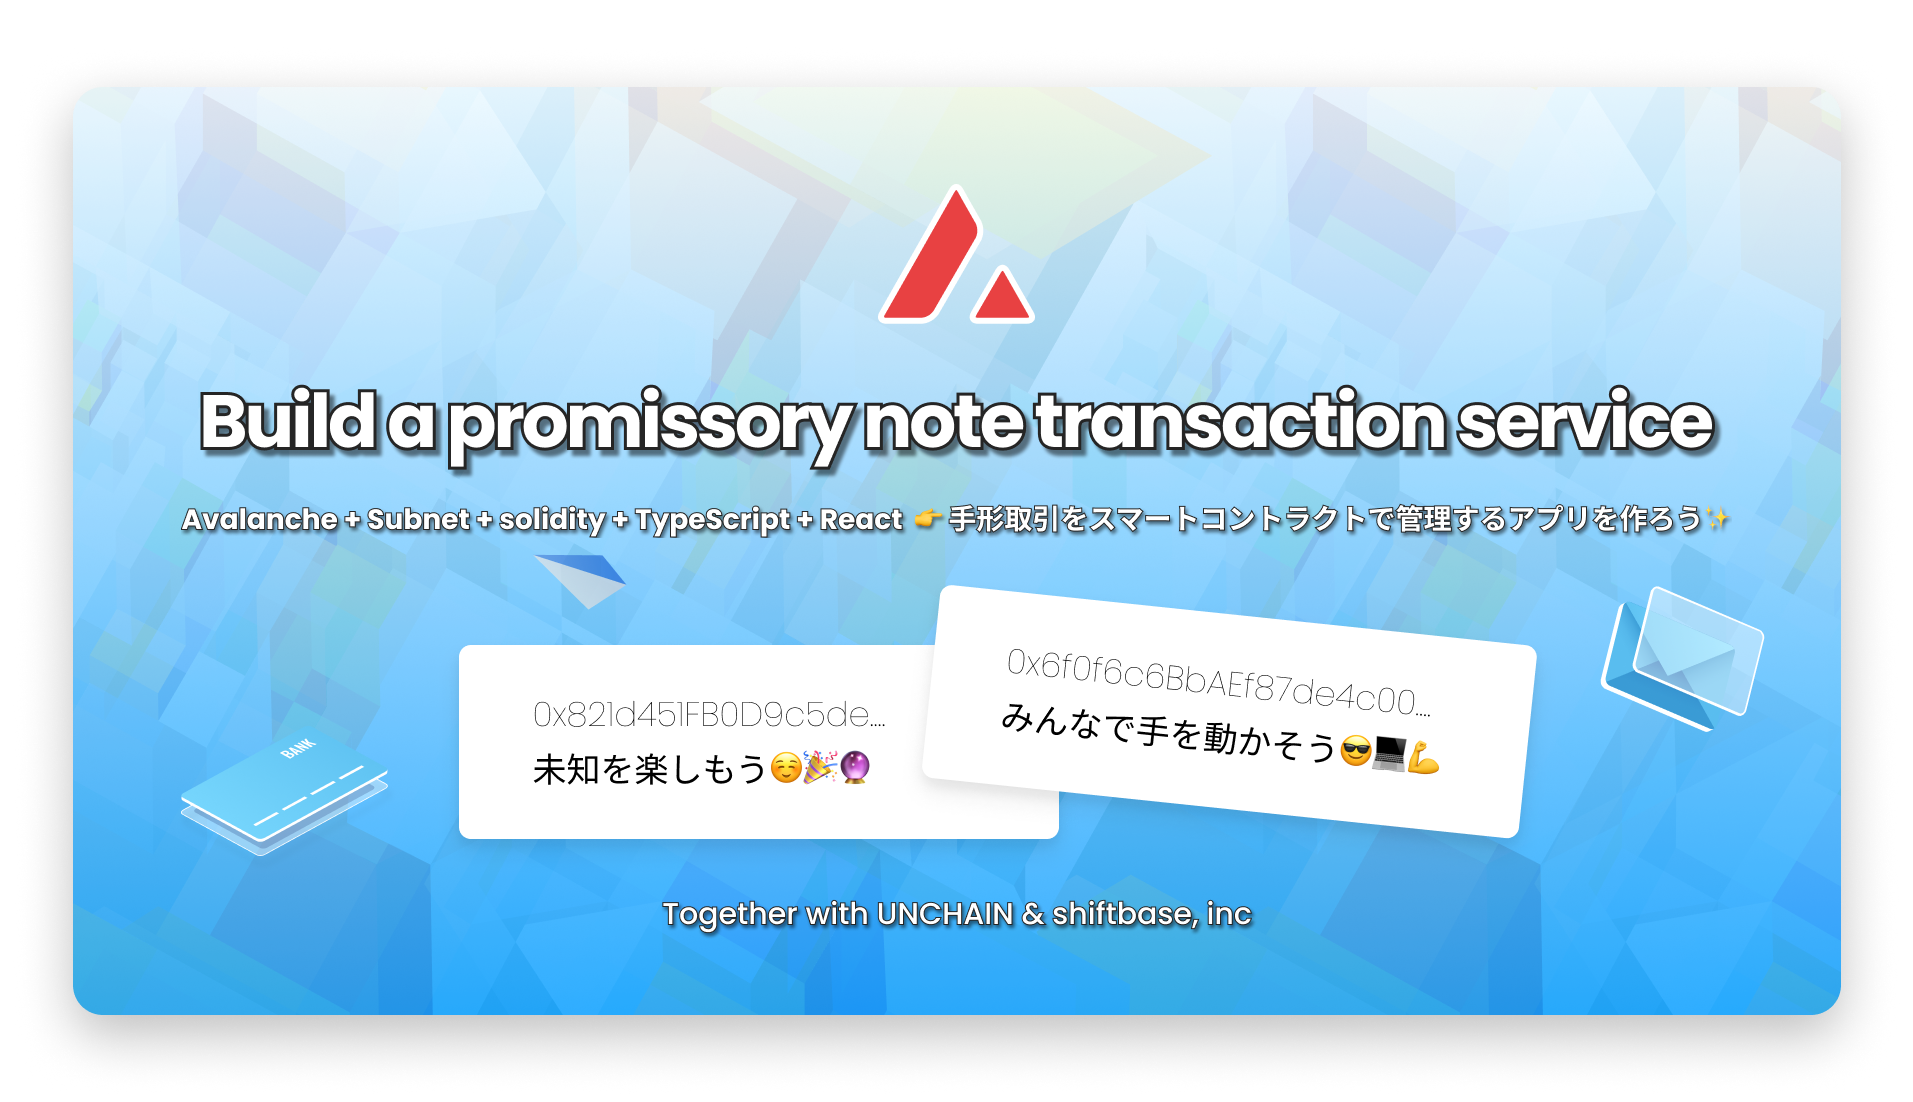 Build a promissory note transaction service
Avalanche + Subnet + solidity + TypeScript + React 👉 手形取引をスマートコントラクトで管理するアプリを作ろう✨
0x6f0f6c6BbAEf87de4c00....
みんなで手を動かそう😎💻💪
0x821d451FB0D9c5de....
未知を楽しもう☺️🎉🔮
BANK
Together with UNCHAIN & shiftbase, inc